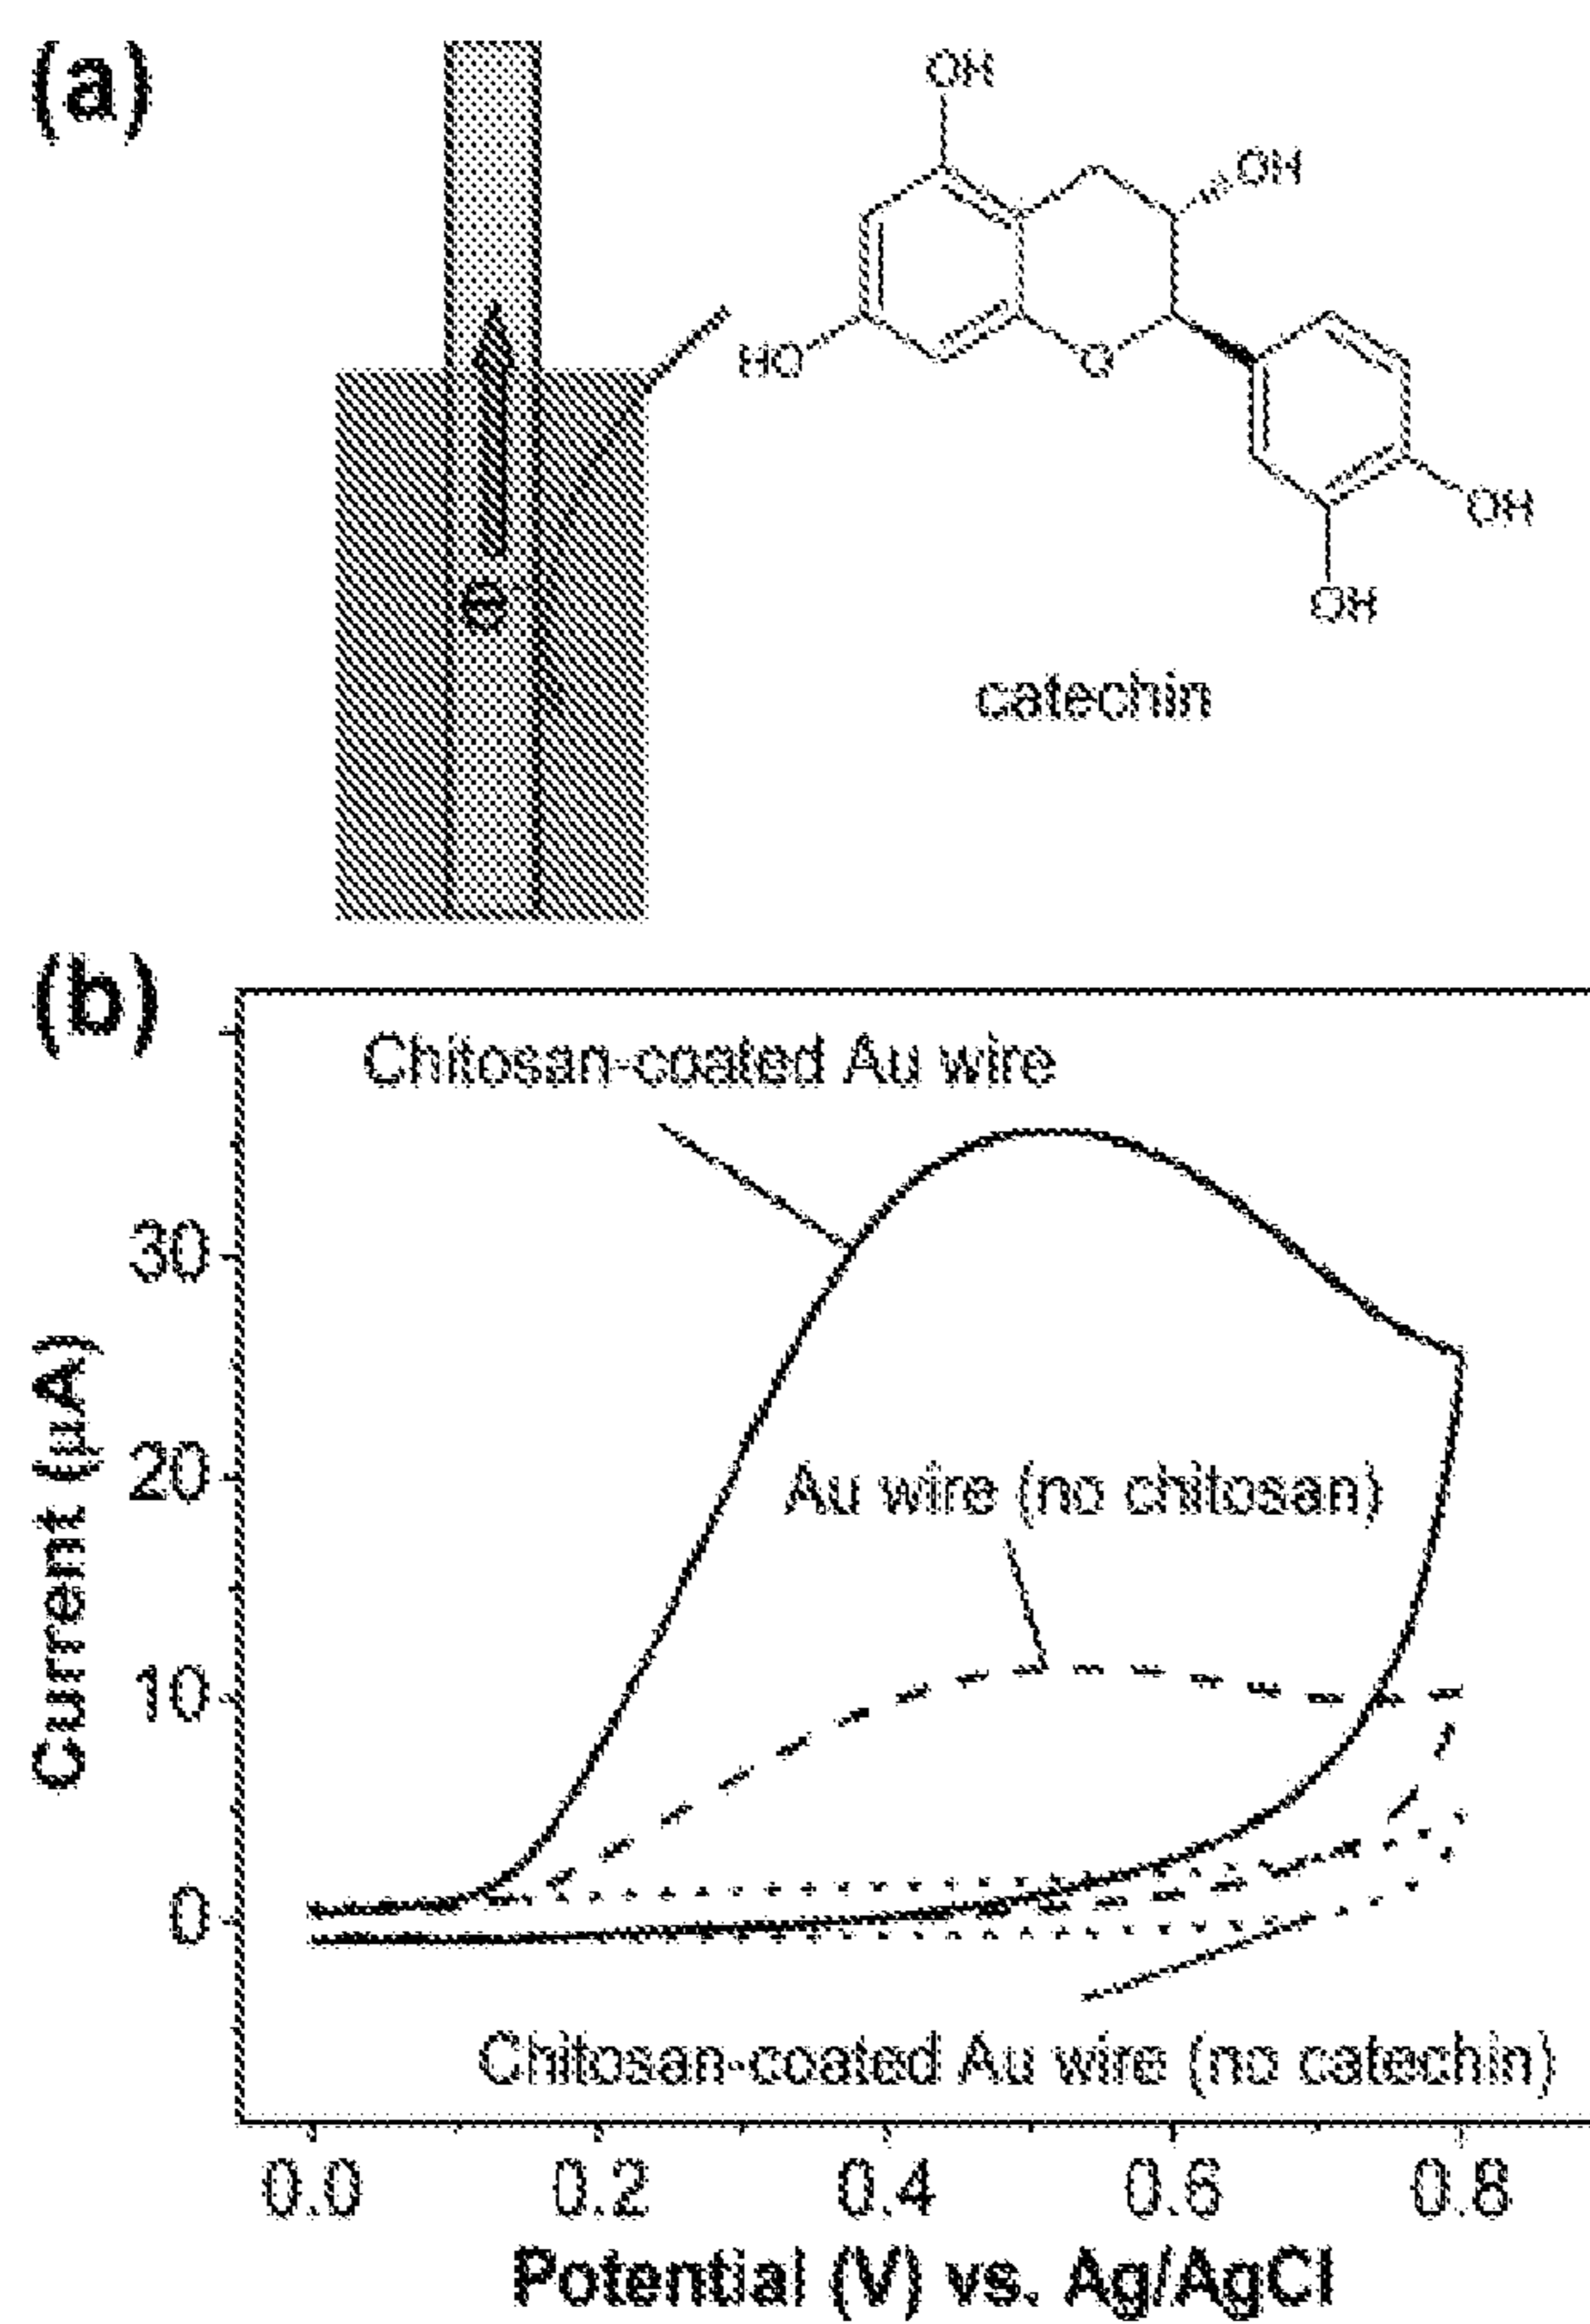 (a)
OH
OH
HO
O
OH
OH
e⁻
catechin
(b)
Chitosan-coated Au wire
30
Au wire (no chitosan)
20
10
0
Current (µA)
Chitosan-coated Au wire (no catechin)
0.0 0.2 0.4 0.6 0.8
Potential (V) vs. Ag/AgCl